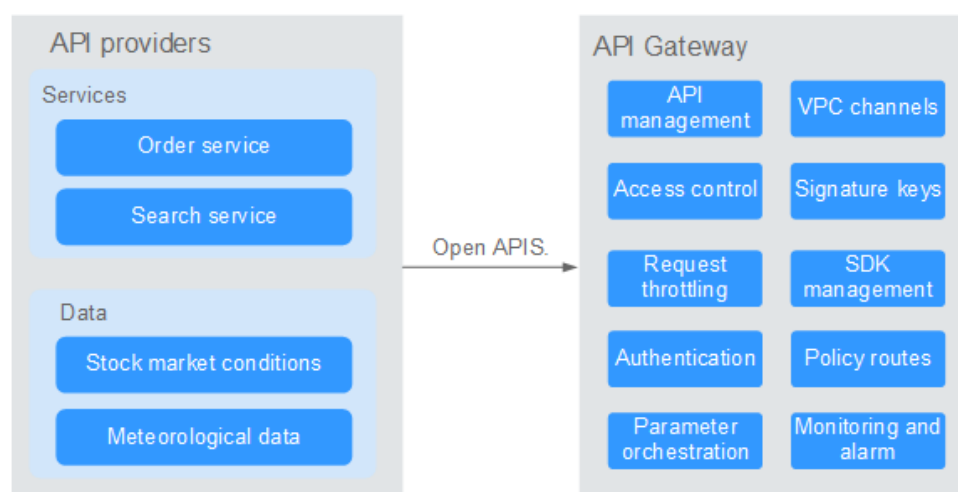 API providers
Services
Order service
Search service
Data
Stock market conditions
Meteorological data
Open APIS.
API Gateway
API
management
VPC channels
Access control
Signature keys
Request
throttling
SDK
management
Authentication
Policy routes
Parameter
orchestration
Monitoring and
alarm